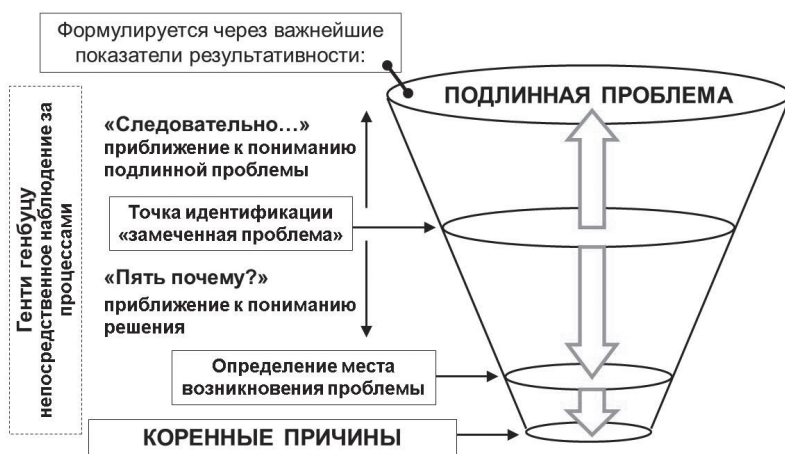 Формулируется через важнейшие
показатели результативности:
ПОДЛИННАЯ ПРОБЛЕМА
Генти генбуцу
непосредственное наблюдение за
процессами
«Следовательно…»
приближение к пониманию
подлинной проблемы
Точка идентификации
«замеченная проблема»
«Пять почему?»
приближение к пониманию
решения
Определение места
возникновения проблемы
КОРЕННЫЕ ПРИЧИНЫ